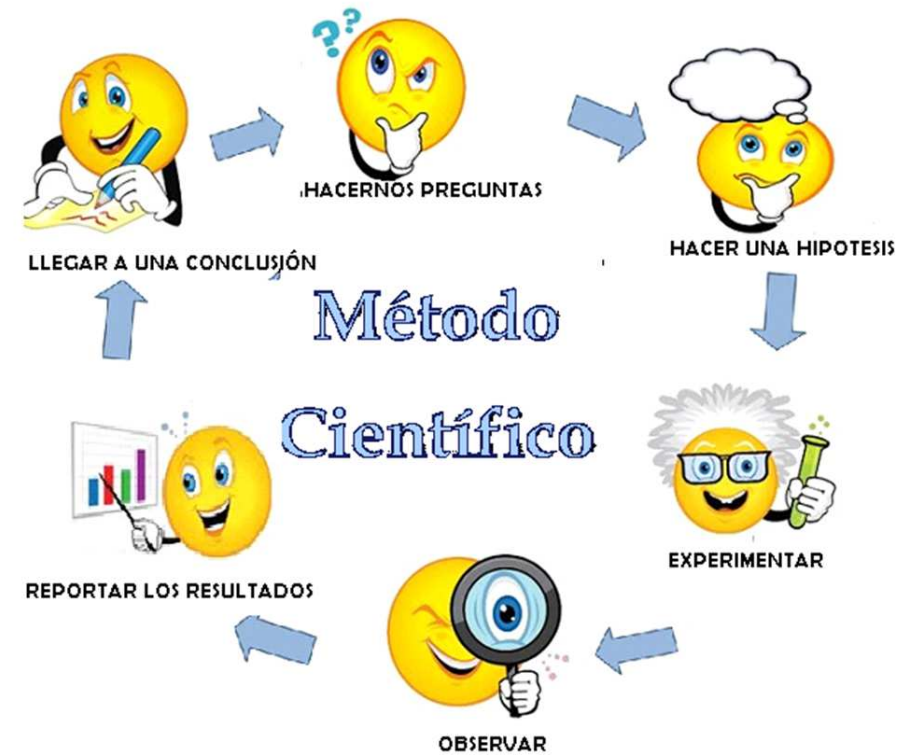 ??
HACERNOS PREGUNTAS
HACER UNA HIPOTESIS
LLEGAR A UNA CONCLUSIÓN
Método
Científico
EXPERIMENTAR
REPORTAR LOS RESULTADOS
OBSERVAR